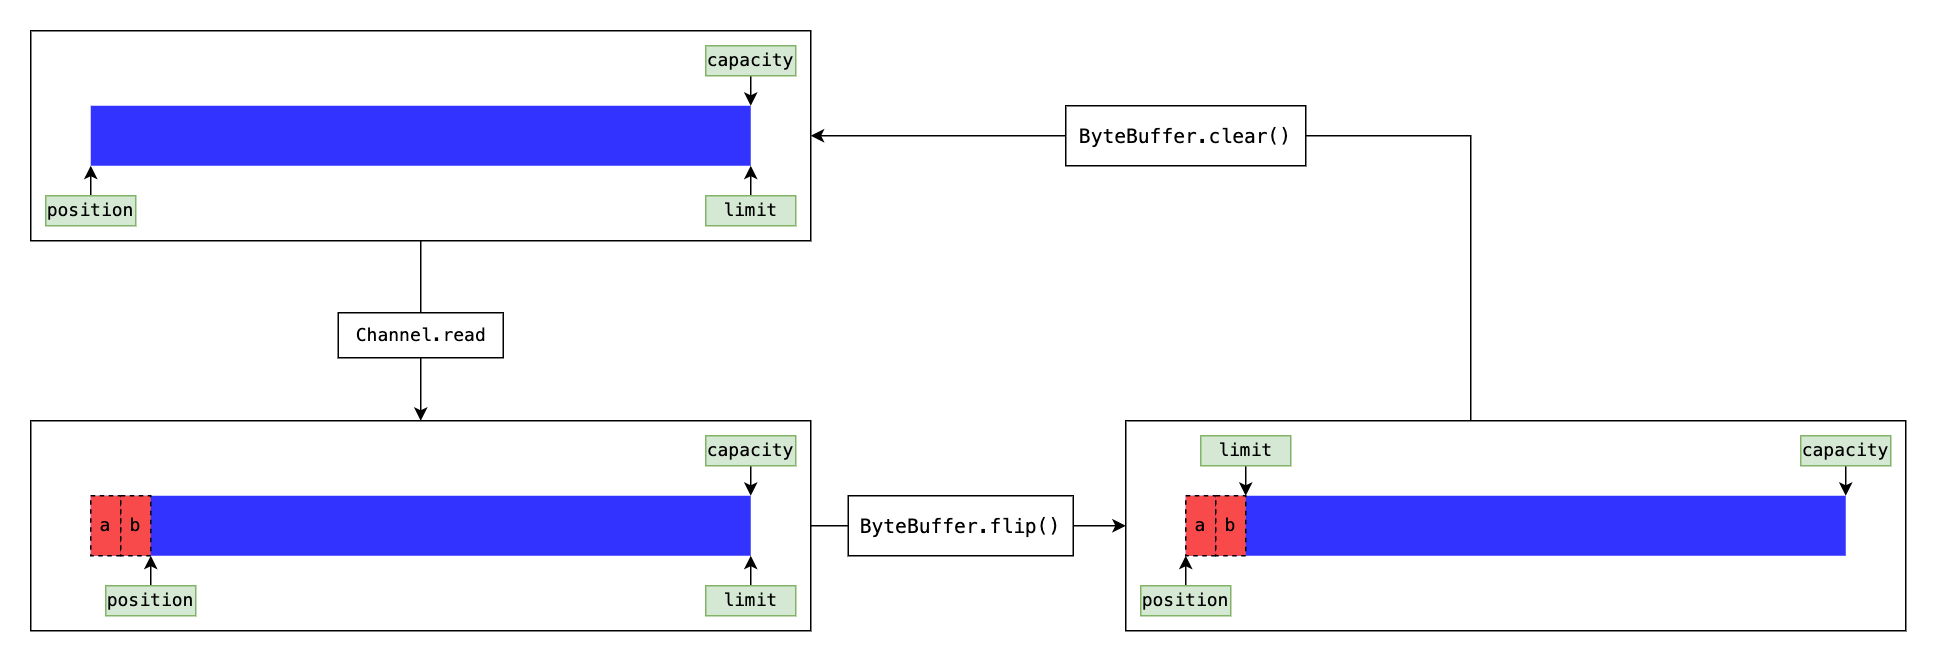 capacity
position
limit
ByteBuffer.clear()
Channel.read
capacity
a b
position
limit
ByteBuffer.flip()
limit
capacity
a b
position